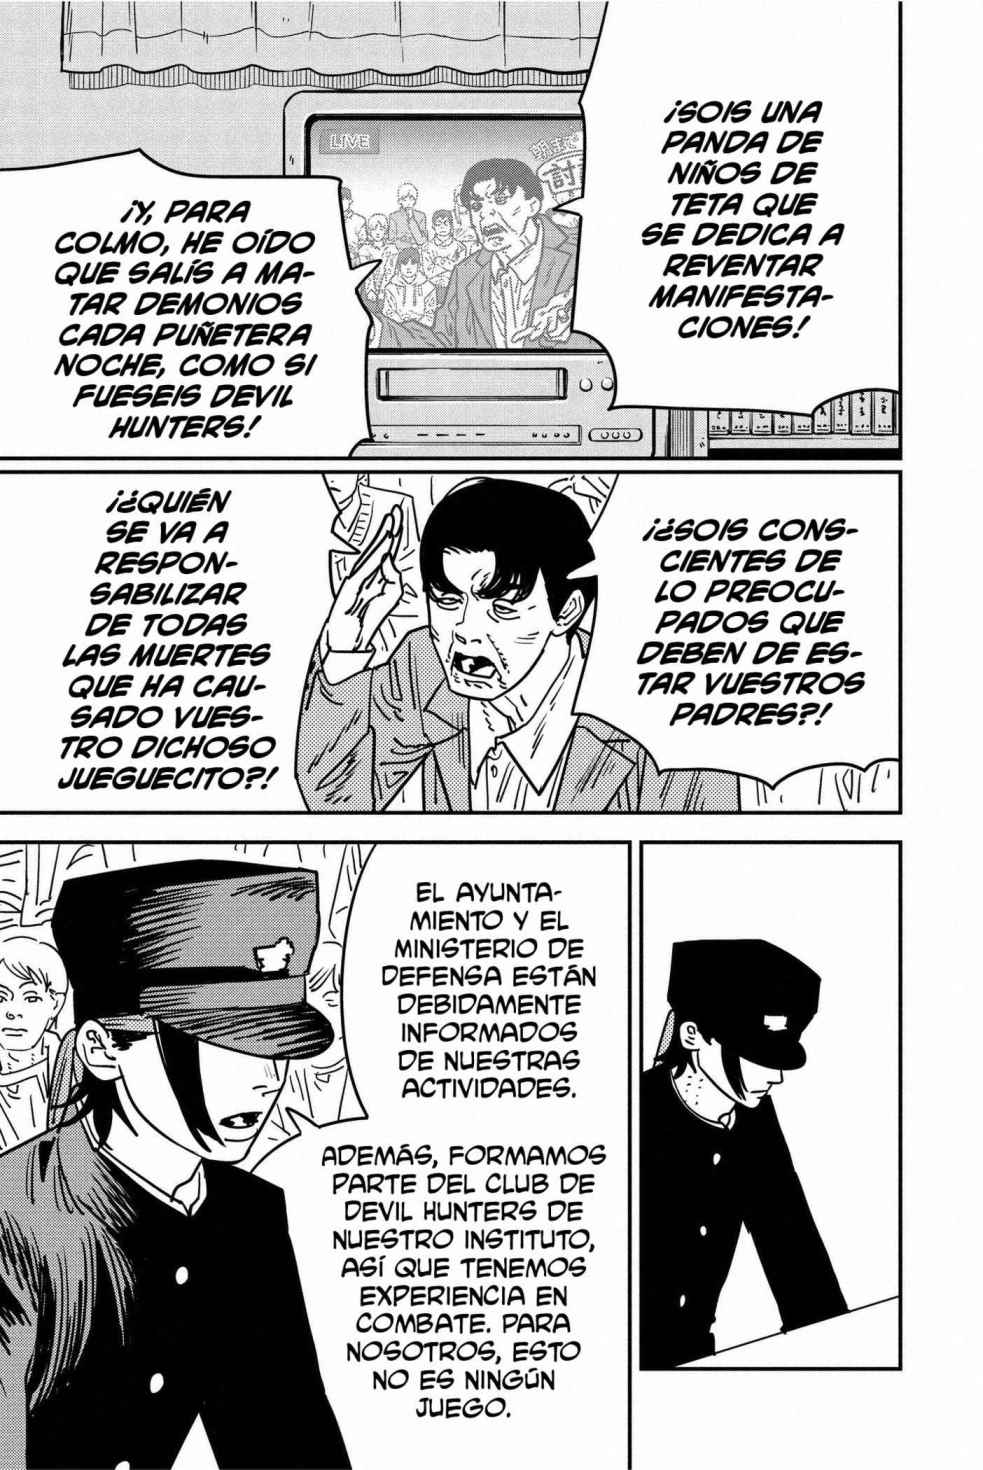 ¡SOIS UNA
PANDA DE
NIÑOS DE
TETA QUE
SE DEDICA A
REVENTAR
MANIFESTA-
CIONES!
LIVE
朝まで
討
¡Y, PARA
COLMO, HE OÍDO
QUE SALÍS A MA-
TAR DEMONIOS
CADA PUÑETERA
NOCHE, COMO SI
FUESEIS DEVIL
HUNTERS!
¡¿SOIS CONS-
CIENTES DE
LO PREOCU-
PADOS QUE
DEBEN DE ES-
TAR VUESTROS
PADRES?!
¡¿QUIÉN
SE VA A
RESPON-
SABILIZAR
DE TODAS
LAS MUERTES
QUE HA CAU-
SADO VUES-
TRO DICHOSO
JUEGUECITO?!
EL AYUNTA-
MIENTO Y EL
MINISTERIO DE
DEFENSA ESTÁN
DEBIDAMENTE
INFORMADOS
DE NUESTRAS
ACTIVIDADES.
ADEMÁS, FORMAMOS
PARTE DEL CLUB DE
DEVIL HUNTERS DE
NUESTRO INSTITUTO,
ASÍ QUE TENEMOS
EXPERIENCIA EN
COMBATE. PARA
NOSOTROS, ESTO
NO ES NINGÚN
JUEGO.